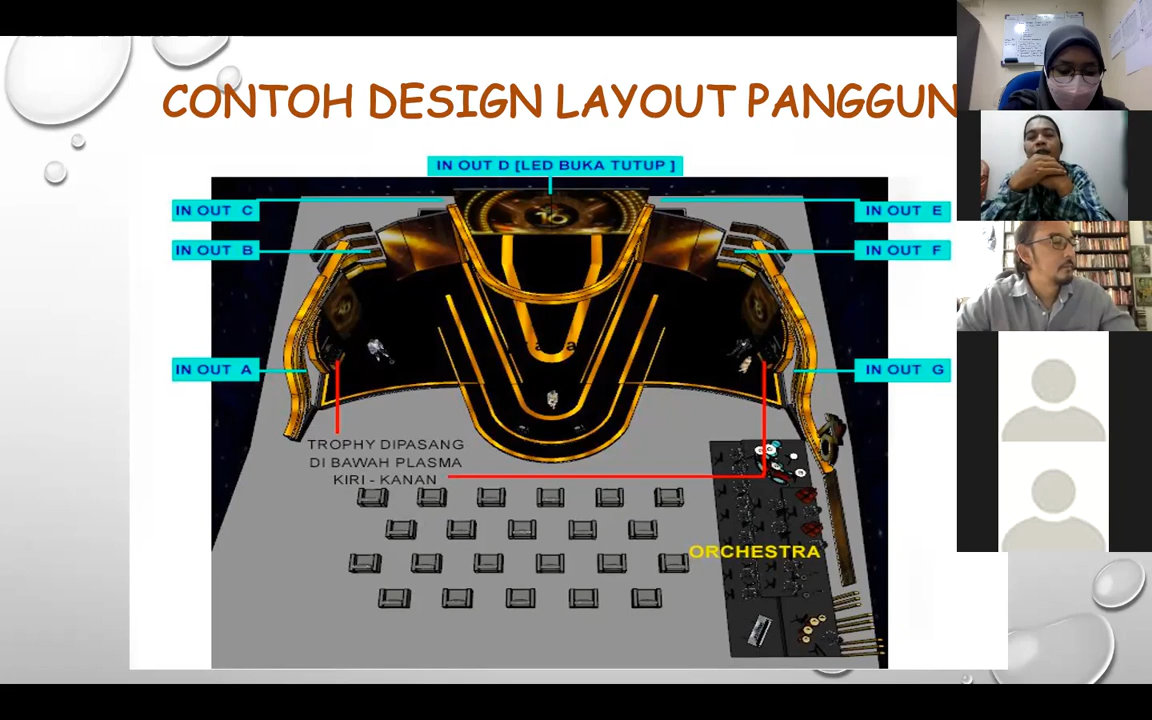 CONTOH DESIGN LAYOUT PANGGUN
IN OUT D [LED BUKA TUTUP ]
IN OUT C
IN OUT E
IN OUT B
IN OUT F
10
IN OUT A
IN OUT G
TROPHY DIPASANG
DI BAWAH PLASMA
KIRI - KANAN
ORCHESTRA